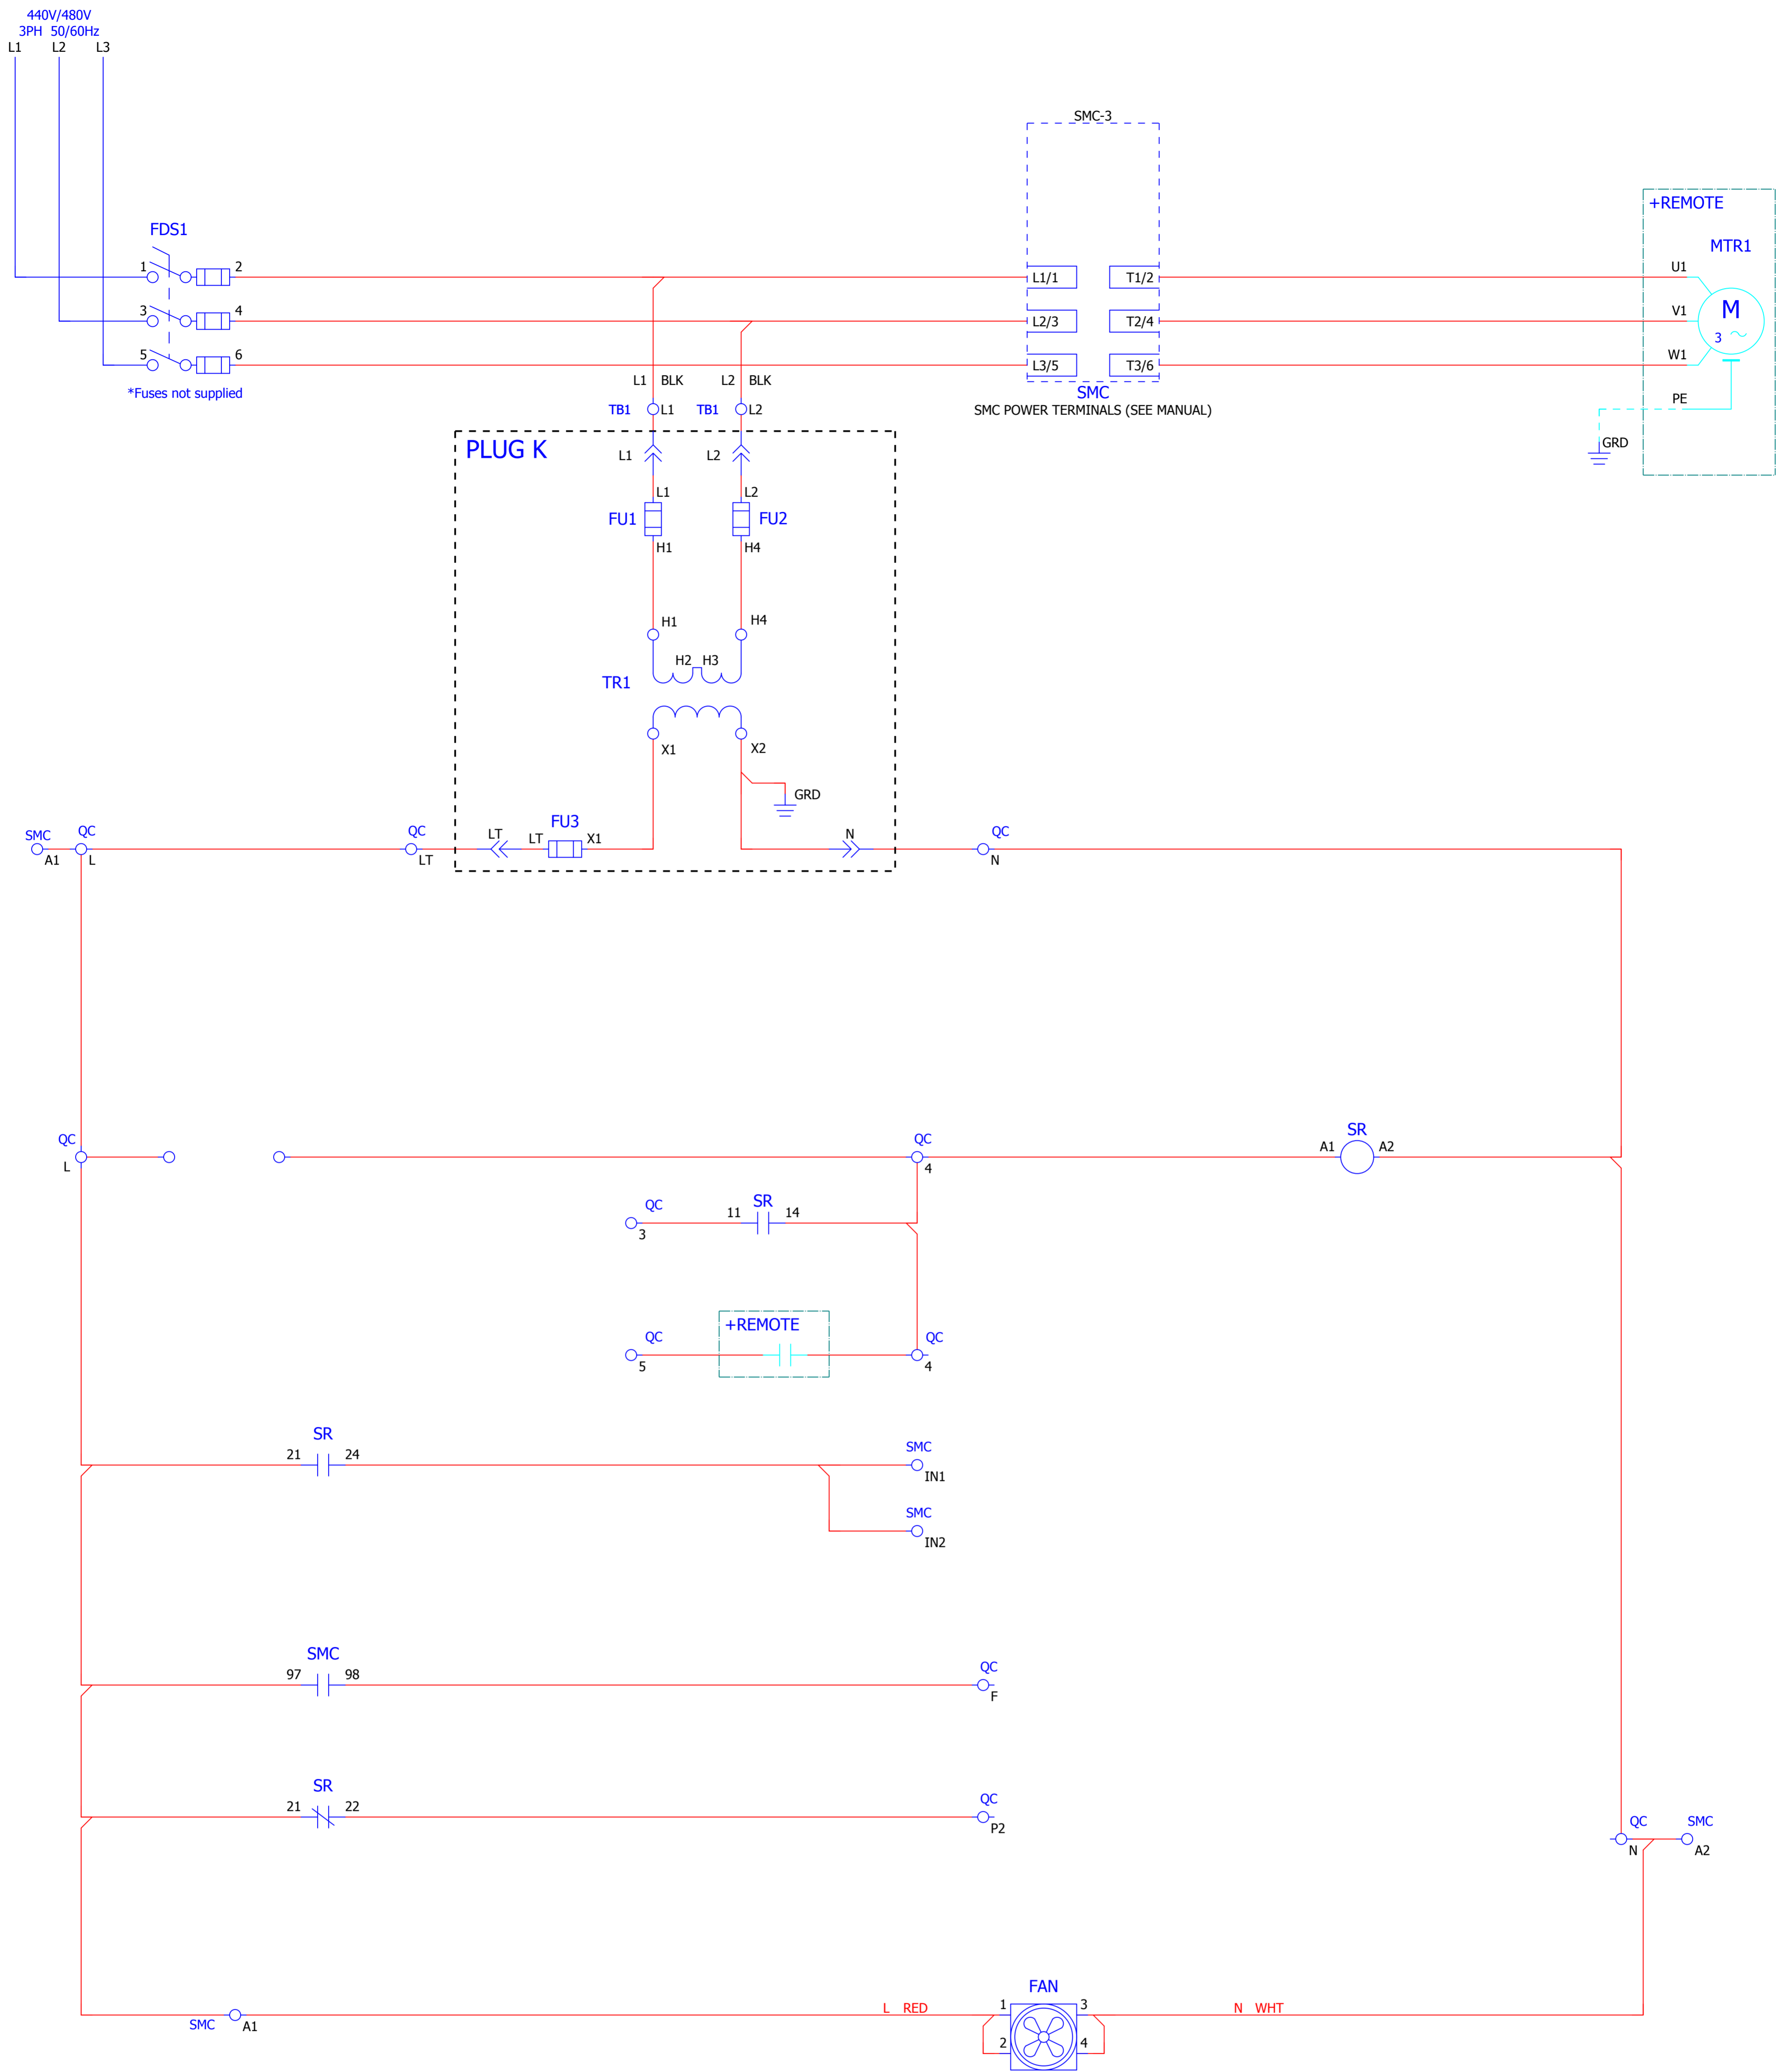 440V/480V
3PH 50/60Hz
L1 L2 L3
SMC-3
+REMOTE
FDS1
MTR1
1 2 L1/1 T1/2 U1
3 4 L2/3 T2/4 V1 M
3
5 6 L3/5 T3/6 W1
*Fuses not supplied
L1 BLK L2 BLK
SMC
PE
TB1 L1 TB1 L2
SMC POWER TERMINALS (SEE MANUAL)
GRD
PLUG K
L1 L2
L1 L2
FU1 FU2
H1 H4
H1 H4
H2 H3
TR1
X1 X2
GRD
FU3
SMC QC QC LT LT X1 N QC
A1 L LT N
QC QC SR
A1 A2
L 4
QC 11 SR 14
3
+REMOTE
QC QC
5 4
SR SMC
21 24
IN1
SMC
IN2
SMC QC
97 98
F
SR QC
21 22
P2
QC SMC
N A2
FAN
L RED 1 3 N WHT
SMC A1
2 4